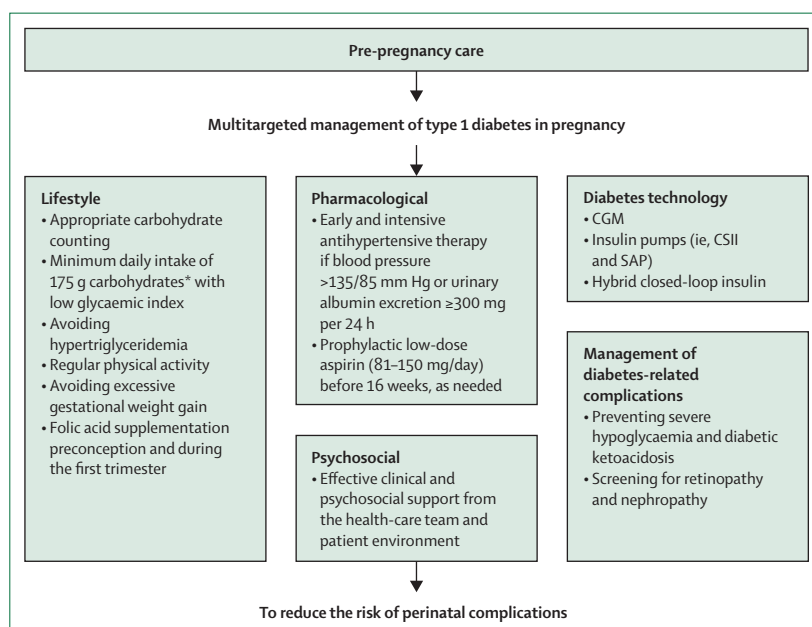 Pre-pregnancy care
Multitargeted management of type 1 diabetes in pregnancy
Lifestyle
• Appropriate carbohydrate
counting
• Minimum daily intake of
175 g carbohydrates* with
low glycaemic index
• Avoiding
hypertriglyceridemia
• Regular physical activity
• Avoiding excessive
gestational weight gain
• Folic acid supplementation
preconception and during
the first trimester
Pharmacological
• Early and intensive
antihypertensive therapy
if blood pressure
>135/85 mm Hg or urinary
albumin excretion ≥300 mg
per 24 h
• Prophylactic low-dose
aspirin (81–150 mg/day)
before 16 weeks, as needed
Psychosocial
• Effective clinical and
psychosocial support from
the health-care team and
patient environment
Diabetes technology
• CGM
• Insulin pumps (ie, CSII
and SAP)
• Hybrid closed-loop insulin
Management of
diabetes-related
complications
• Preventing severe
hypoglycaemia and diabetic
ketoacidosis
• Screening for retinopathy
and nephropathy
To reduce the risk of perinatal complications